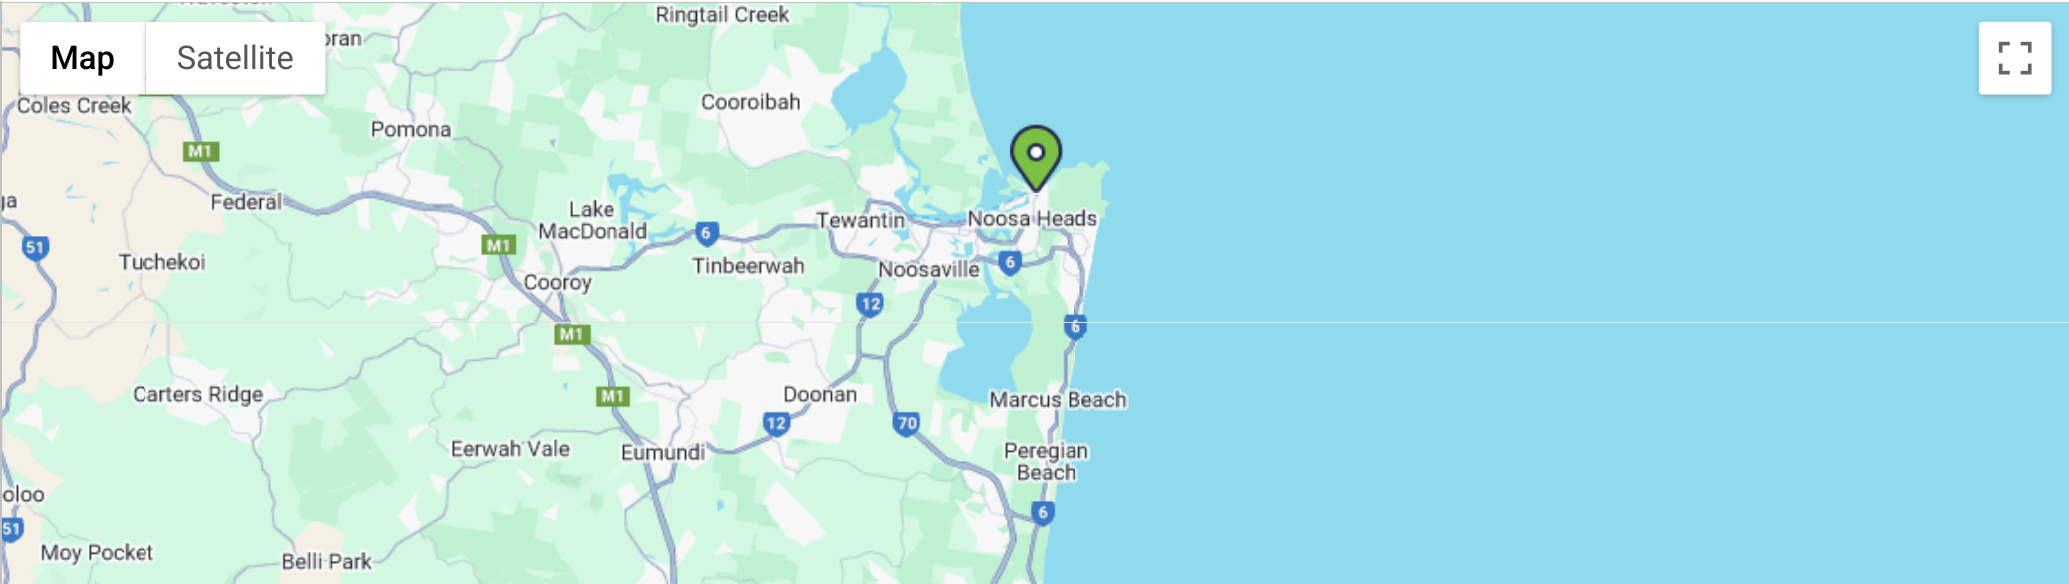 Ringtail Creek
Map
Satellite
Coles Creek
Cooroibah
Pomona
M1
Federal
Lake
MacDonald
Tewantin
Noosa Heads
6
51
M1
Tuchekoi
Tinbeerwah
Noosaville
6
Cooroy
12
M1
6
Carters Ridge
M1
Doonan
Marcus Beach
12
70
Eerwah Vale
Eumundi
Peregian
Beach
6
51
Moy Pocket
Belli Park